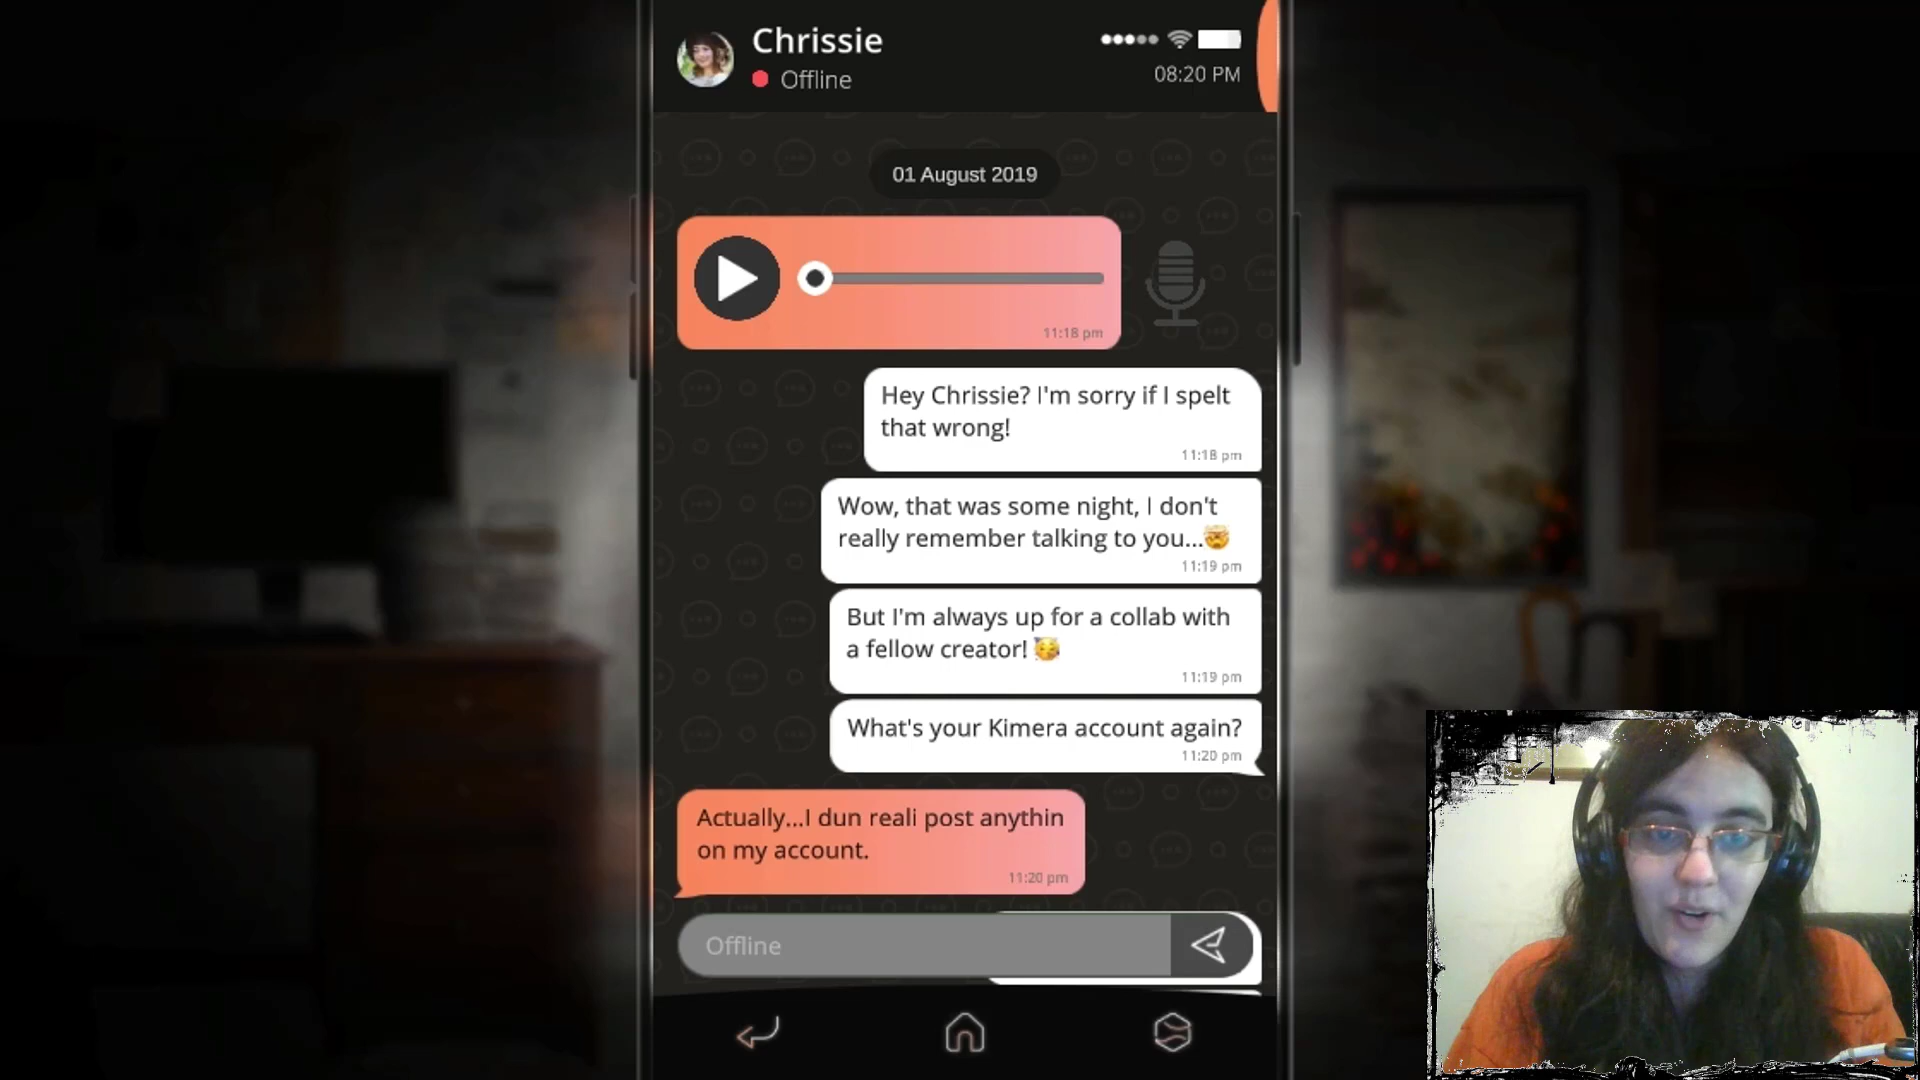 Chrissie
Offline
08:20 PM
01 August 2019
11:18 pm
Hey Chrissie? I'm sorry if I spelt
that wrong!
11:18 pm
Wow, that was some night, I don't
really remember talking to you...🤯
11:19 pm
But I'm always up for a collab with
a fellow creator! 🥳
11:19 pm
What's your Kimera account again?
11:20 pm
Actually...I dun reali post anythin
on my account.
11:20 pm
Offline